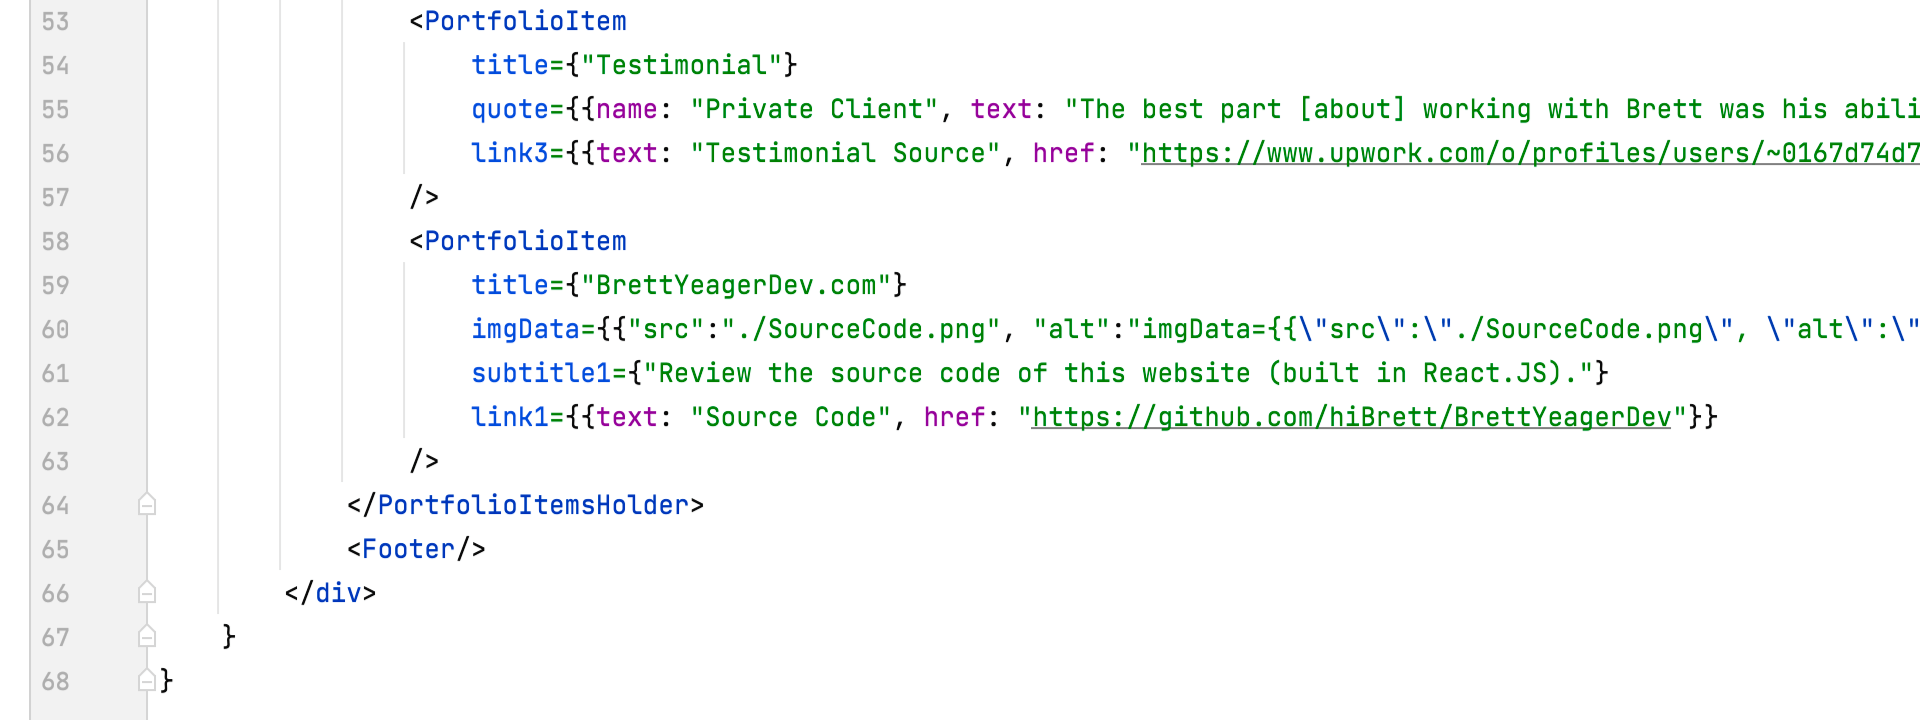 53 <PortfolioItem
54 title={"Testimonial"}
55 quote={{name: "Private Client", text: "The best part [about] working with Brett was his abili
56 link3={{text: "Testimonial Source", href: "https://www.upwork.com/o/profiles/users/~0167d74d7
57 />
58 <PortfolioItem
59 title={"BrettYeagerDev.com"}
60 imgData={{"src":"./SourceCode.png", "alt":"imgData={{\"src\":\"./SourceCode.png\", \"alt\":\"
61 subtitle1={"Review the source code of this website (built in React.JS)."}
62 link1={{text: "Source Code", href: "https://github.com/hiBrett/BrettYeagerDev"}}
63 />
64 </PortfolioItemsHolder>
65 <Footer/>
66 </div>
67 }
68 }